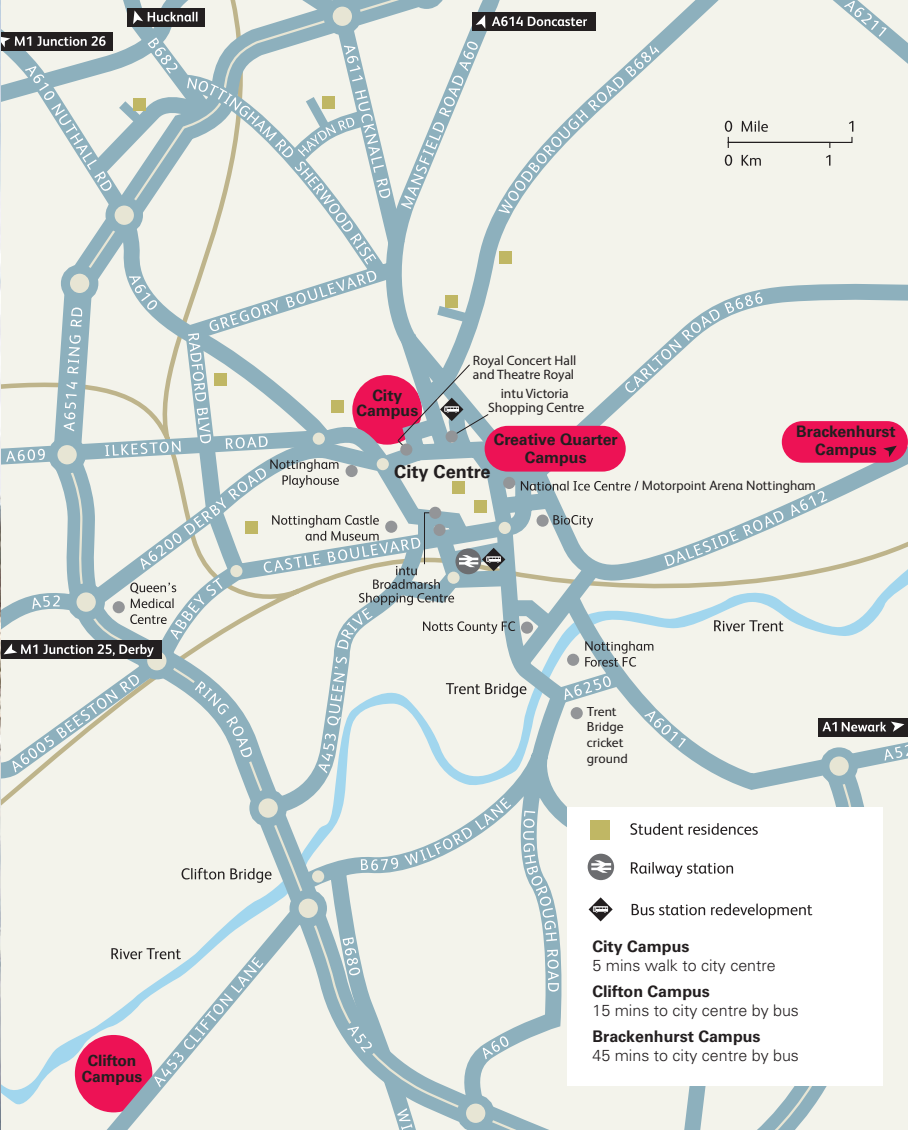 Hucknall
A614 Doncaster
M1 Junction 26
A6211
B682
A610 NUTHALL RD
NOTTINGHAM RD
HAYDN RD
SHERWOOD RISE
A611 HUCKNALL RD
MANSFIELD ROAD A60
WOODBOROUGH ROAD B684
0 Mile 1
0 Km 1
A610
GREGORY BOULEVARD
A6514 RING RD
RADFORD BLVD
CARLTON ROAD B686
Royal Concert Hall
and Theatre Royal
intu Victoria
Shopping Centre
City
Campus
Creative Quarter
Campus
Brackenhurst
Campus
A609
ILKESTON ROAD
City Centre
Nottingham
Playhouse
National Ice Centre / Motorpoint Arena Nottingham
A6200 DERBY ROAD
Nottingham Castle
and Museum
BioCity
DALESIDE ROAD A612
CASTLE BOULEVARD
intu
Broadmarsh
Shopping Centre
A52
Queen's
Medical
Centre
ABBEY ST
Notts County FC
River Trent
M1 Junction 25, Derby
Nottingham
Forest FC
Trent Bridge
A6250
A6005 BEESTON RD
RING ROAD
A453 QUEEN'S DRIVE
Trent
Bridge
cricket
ground
A6011
A1 Newark
A52
LOUGHBOROUGH ROAD
B679 WILFORD LANE
Clifton Bridge
River Trent
B680
A453 CLIFTON LANE
A52
A60
WI
Clifton
Campus
Student residences
Railway station
Bus station redevelopment
City Campus
5 mins walk to city centre
Clifton Campus
15 mins to city centre by bus
Brackenhurst Campus
45 mins to city centre by bus